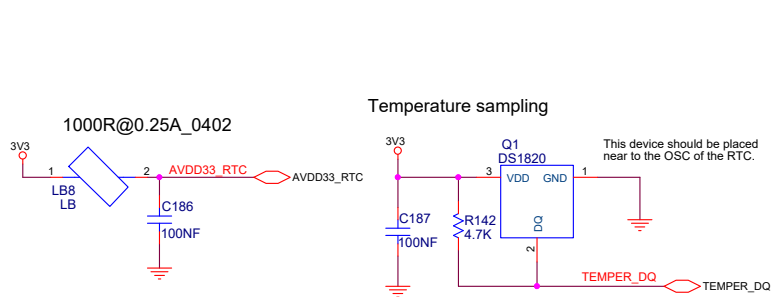 Temperature sampling
1000R@0.25A_0402
3V3
1
2
AVDD33_RTC
AVDD33_RTC
LB8
LB
C186
100NF
3V3
Q1
DS1820
This device should be placed
near to the OSC of the RTC.
3
VDD
GND
1
DQ
2
C187
100NF
R142
4.7K
TEMPER_DQ
TEMPER_DQ